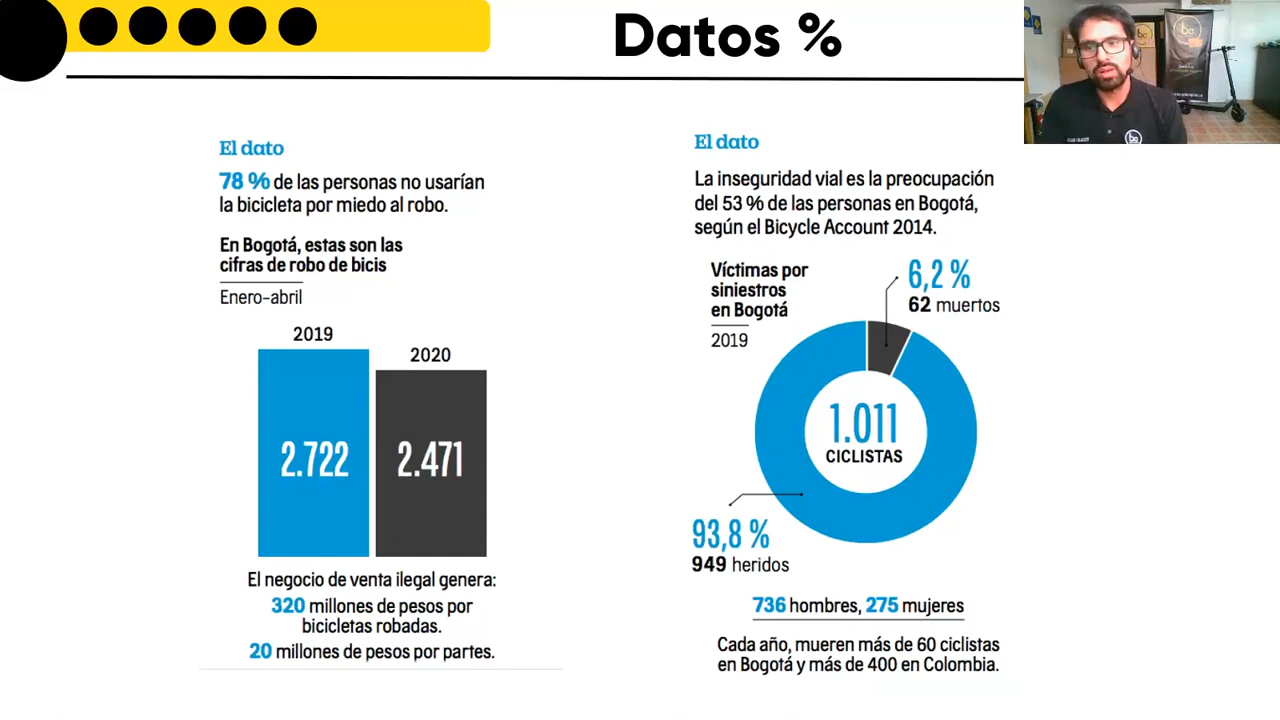 Datos %
El dato
78 % de las personas no usarían
la bicicleta por miedo al robo.
En Bogotá, estas son las
cifras de robo de bicis
Enero-abril
2019
2020
2.722
2.471
El negocio de venta ilegal genera:
320 millones de pesos por
bicicletas robadas.
20 millones de pesos por partes.
El dato
La inseguridad vial es la preocupación
del 53 % de las personas en Bogotá,
según el Bicycle Account 2014.
Víctimas por
siniestros
en Bogotá
2019
6,2 %
62 muertos
1.011
CICLISTAS
93,8 %
949 heridos
736 hombres, 275 mujeres
Cada año, mueren más de 60 ciclistas
en Bogotá y más de 400 en Colombia.